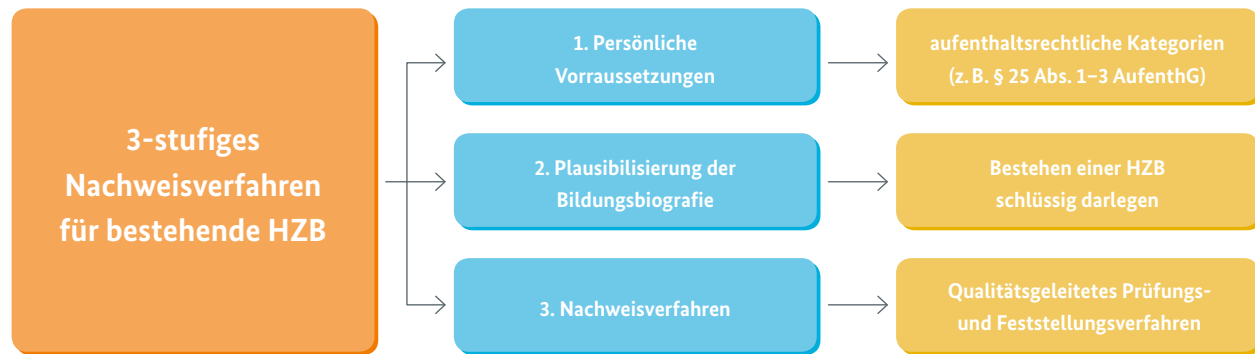 3-stufiges
Nachweisverfahren
für bestehende HZB
1. Persönliche
Vorraussetzungen
aufenthaltsrechtliche Kategorien
(z. B. § 25 Abs. 1–3 AufenthG)
2. Plausibilisierung der
Bildungsbiografie
Bestehen einer HZB
schlüssig darlegen
3. Nachweisverfahren
Qualitätsgeleitetes Prüfungs-
und Feststellungsverfahren